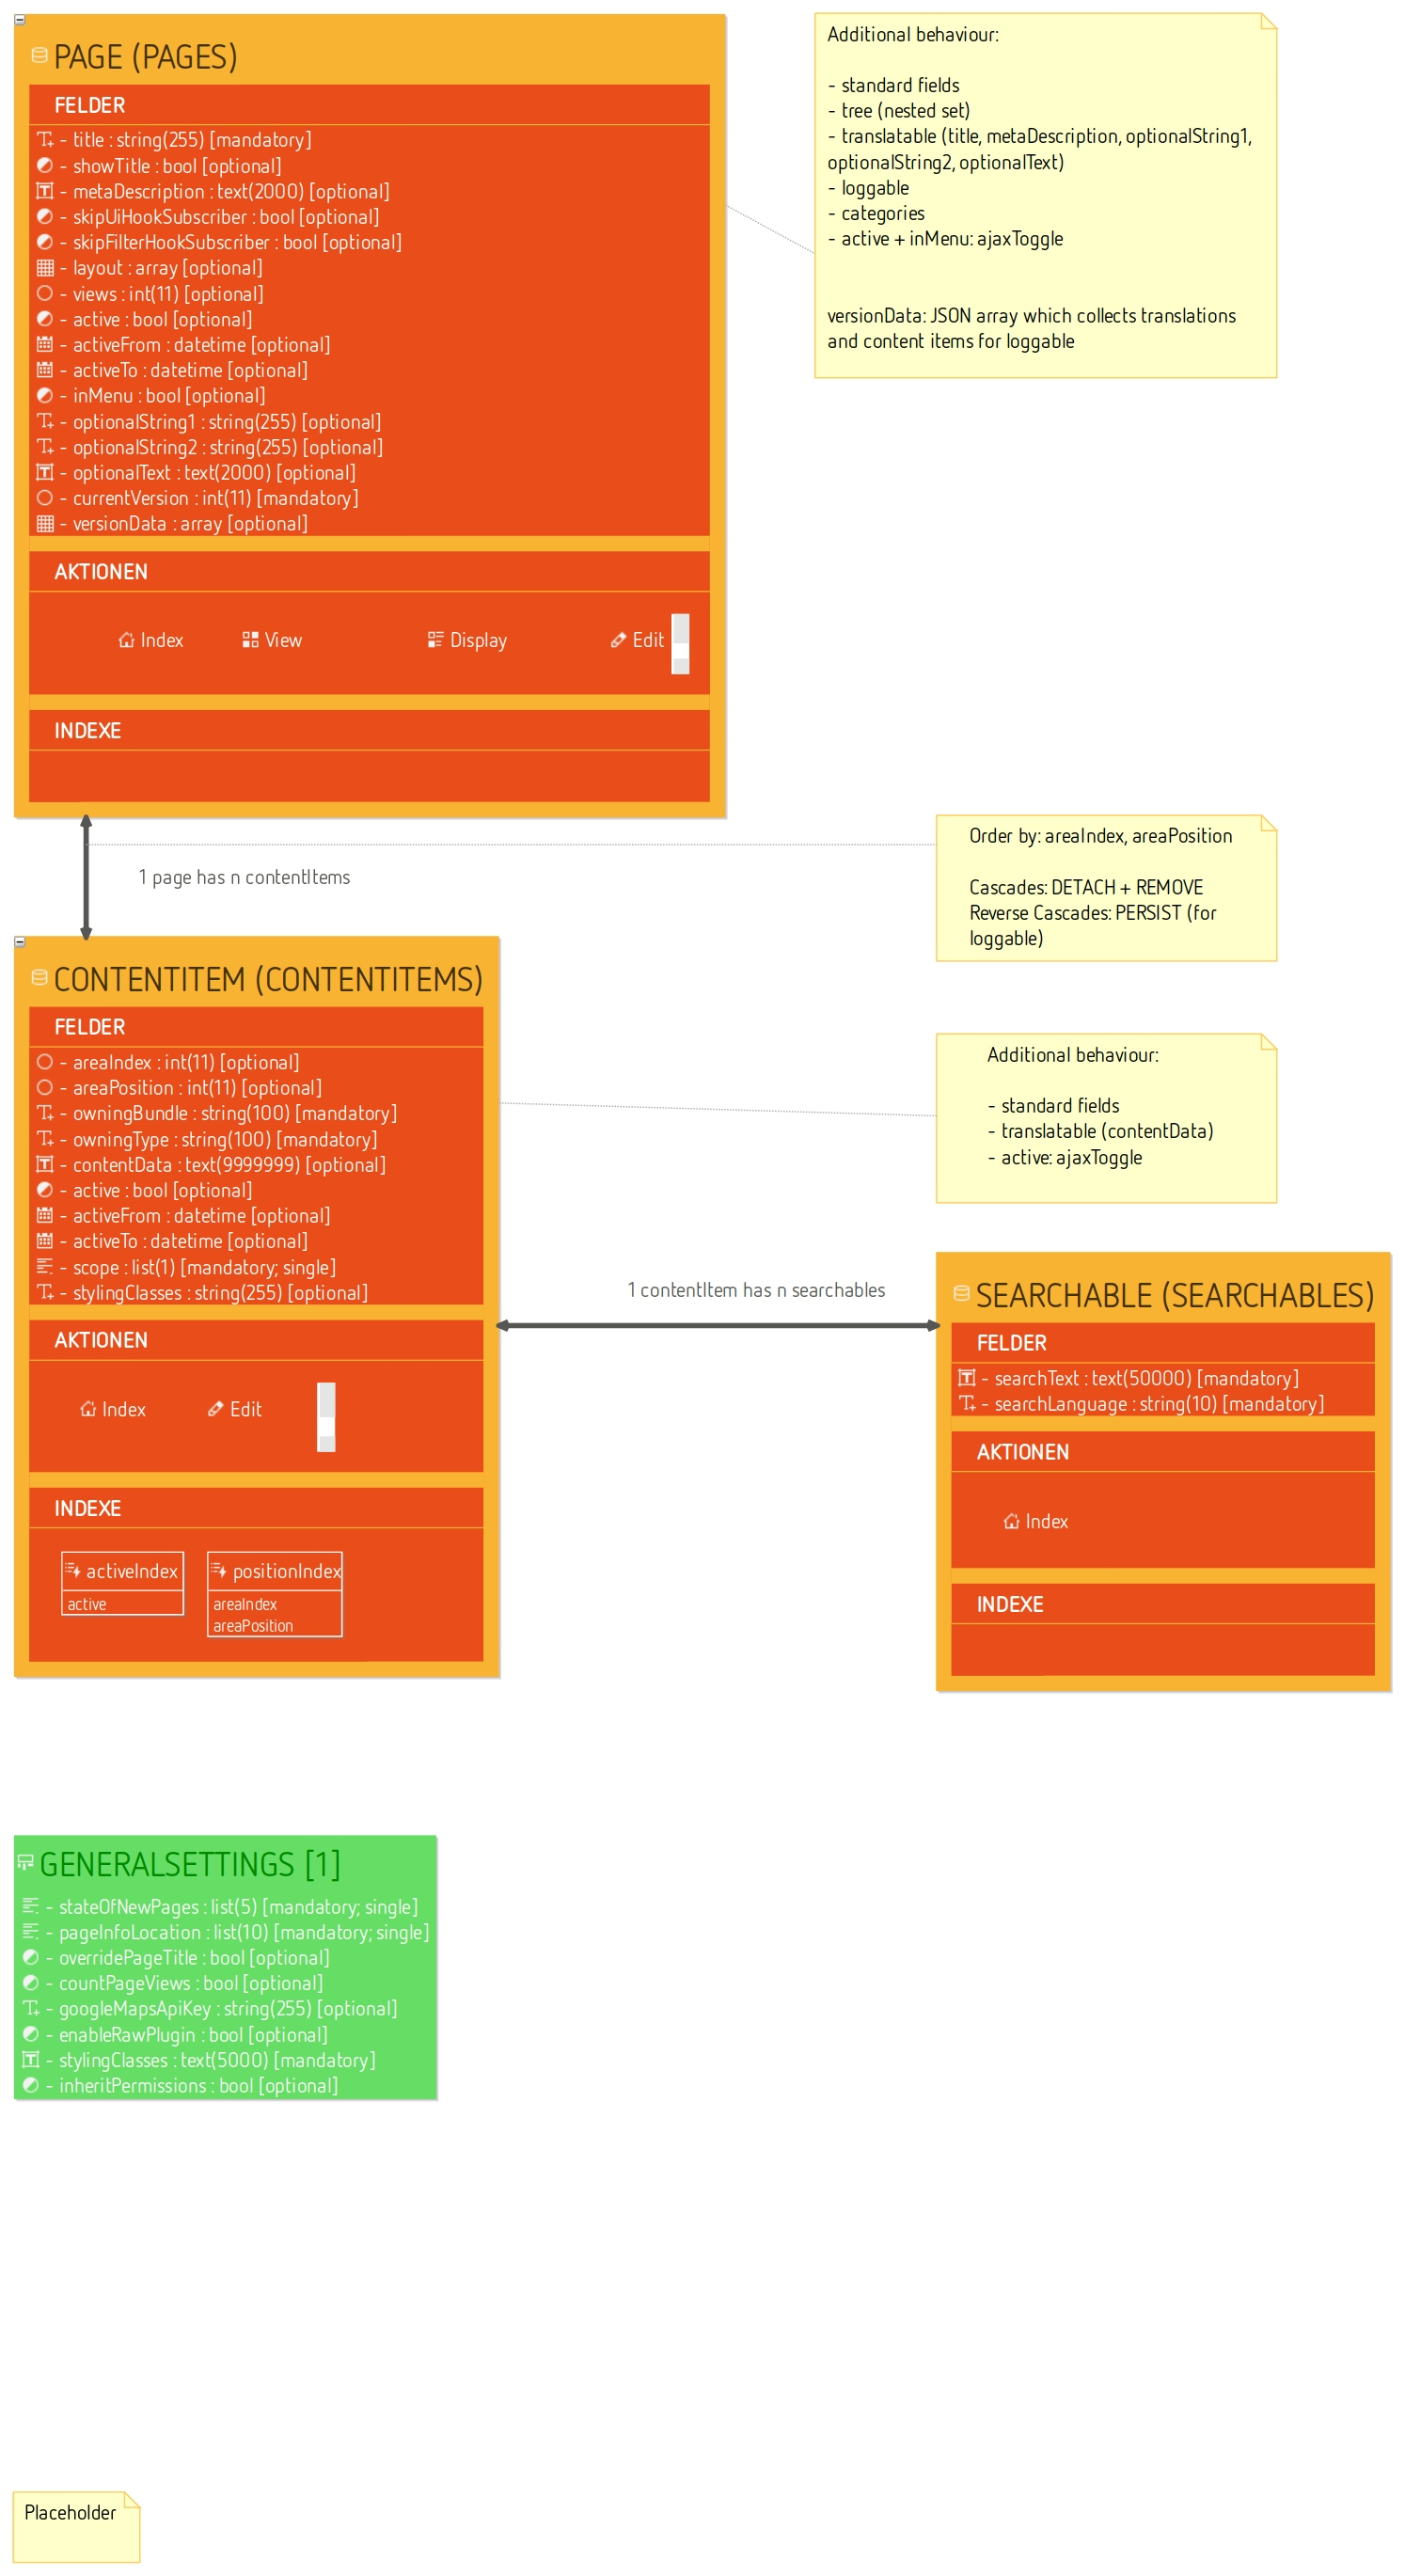 PAGE (PAGES)
FELDER
- title : string(255) [mandatory]
- showTitle : bool [optional]
- metaDescription : text(2000) [optional]
- skipUiHookSubscriber : bool [optional]
- skipFilterHookSubscriber : bool [optional]
- layout : array [optional]
- views : int(11) [optional]
- active : bool [optional]
- activeFrom : datetime [optional]
- activeTo : datetime [optional]
- inMenu : bool [optional]
- optionalString1 : string(255) [optional]
- optionalString2 : string(255) [optional]
- optionalText : text(2000) [optional]
- currentVersion : int(11) [mandatory]
- versionData : array [optional]
AKTIONEN
Index View Display Edit
INDEXE
Additional behaviour:
- standard fields
- tree (nested set)
- translatable (title, metaDescription, optionalString1,
optionalString2, optionalText)
- loggable
- categories
- active + inMenu: ajaxToggle
versionData: JSON array which collects translations
and content items for loggable
1 page has n contentItems
Order by: areaIndex, areaPosition
Cascades: DETACH + REMOVE
Reverse Cascades: PERSIST (for
loggable)
CONTENTITEM (CONTENTITEMS)
FELDER
- areaIndex : int(11) [optional]
- areaPosition : int(11) [optional]
- owningBundle : string(100) [mandatory]
- owningType : string(100) [mandatory]
- contentData : text(9999999) [optional]
- active : bool [optional]
- activeFrom : datetime [optional]
- activeTo : datetime [optional]
- scope : list(1) [mandatory; single]
- stylingClasses : string(255) [optional]
AKTIONEN
Index Edit
INDEXE
activeIndex
active
positionIndex
areaIndex
areaPosition
Additional behaviour:
- standard fields
- translatable (contentData)
- active: ajaxToggle
1 contentItem has n searchables
SEARCHABLE (SEARCHABLES)
FELDER
- searchText : text(50000) [mandatory]
- searchLanguage : string(10) [mandatory]
AKTIONEN
Index
INDEXE
GENERALSETTINGS [1]
- stateOfNewPages : list(5) [mandatory; single]
- pageInfoLocation : list(10) [mandatory; single]
- overridePageTitle : bool [optional]
- countPageViews : bool [optional]
- googleMapsApiKey : string(255) [optional]
- enableRawPlugin : bool [optional]
- stylingClasses : text(5000) [mandatory]
- inheritPermissions : bool [optional]
Placeholder